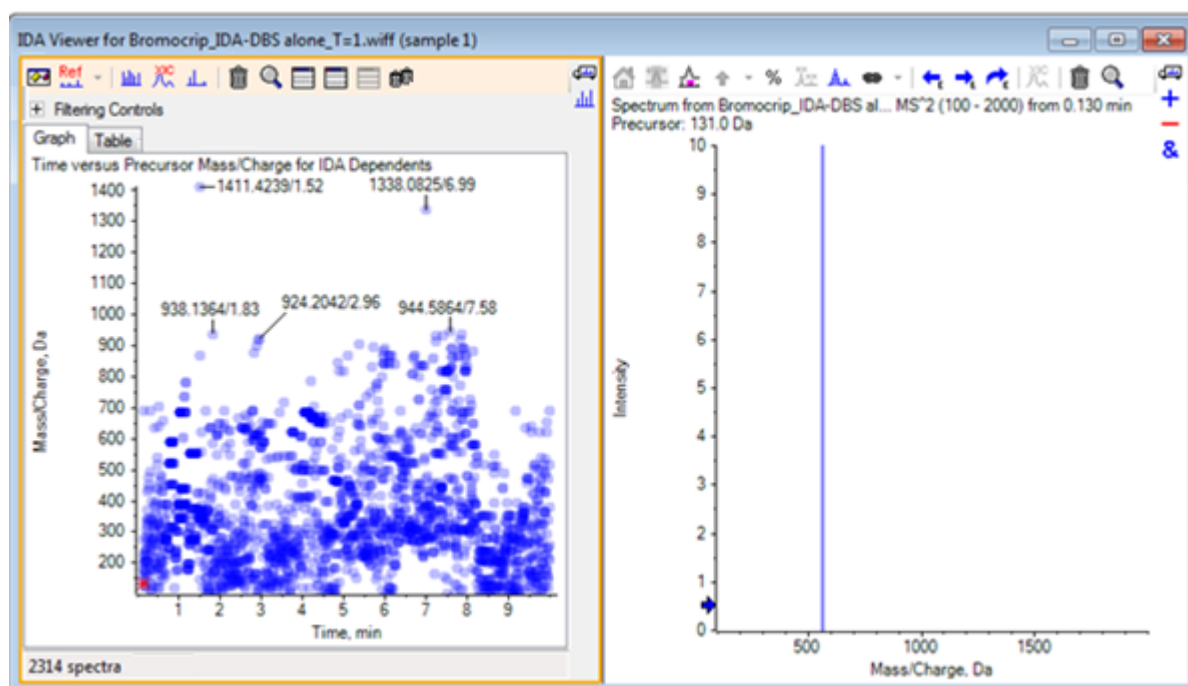 IDA Viewer for Bromocrip_IDA-DBS alone_T=1.wiff (sample 1)
Ref
XIC
%
XIC
Filtering Controls
Graph Table
Time versus Precursor Mass/Charge for IDA Dependents
1411.4239/1.52
1338.0825/6.99
938.1364/1.83
924.2042/2.96
944.5864/7.58
1400
1300
1200
1100
1000
900
800
700
600
500
400
300
200
Mass/Charge, Da
1 2 3 4 5 6 7 8 9
Time, min
2314 spectra
Spectrum from Bromocrip_IDA-DBS al... MS^2 (100 - 2000) from 0.130 min
Precursor: 131.0 Da
&
10
9
8
7
6
5
4
3
2
1
0
Intensity
500 1000 1500
Mass/Charge, Da